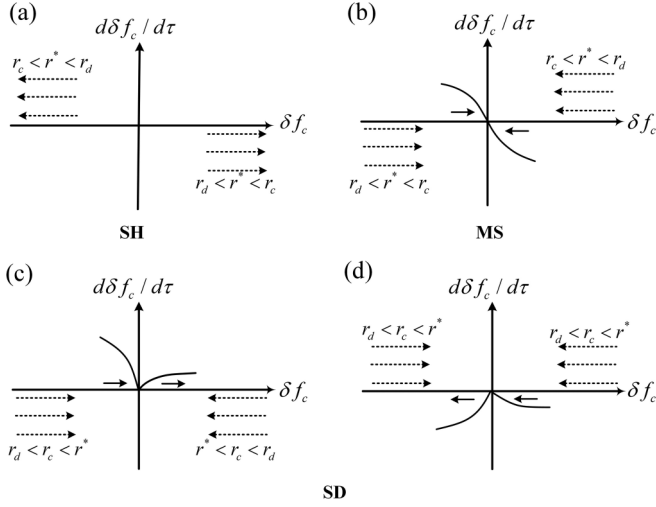 (a)
dδf_c / dτ
r_c < r^* < r_d
δf_c
r_d < r^* < r_c
SH
(b)
dδf_c / dτ
r_c < r^* < r_d
δf_c
r_d < r^* < r_c
MS
(c)
dδf_c / dτ
δf_c
r_d < r_c < r^*
r^* < r_c < r_d
(d)
dδf_c / dτ
r_d < r_c < r^*
r_d < r_c < r^*
δf_c
SD